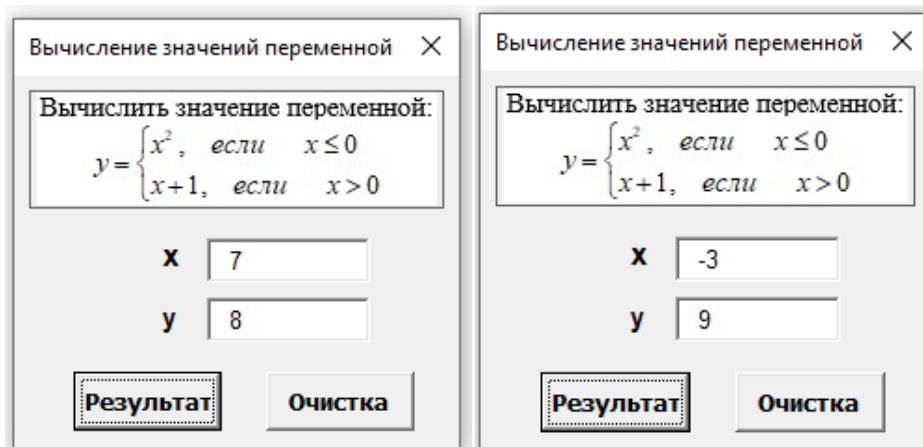 Вычисление значений переменной
Вычислить значение переменной:
y = { x², если x ≤ 0
x+1, если x > 0
x 7
y 8
Результат Очистка
Вычисление значений переменной
Вычислить значение переменной:
y = { x², если x ≤ 0
x+1, если x > 0
x -3
y 9
Результат Очистка